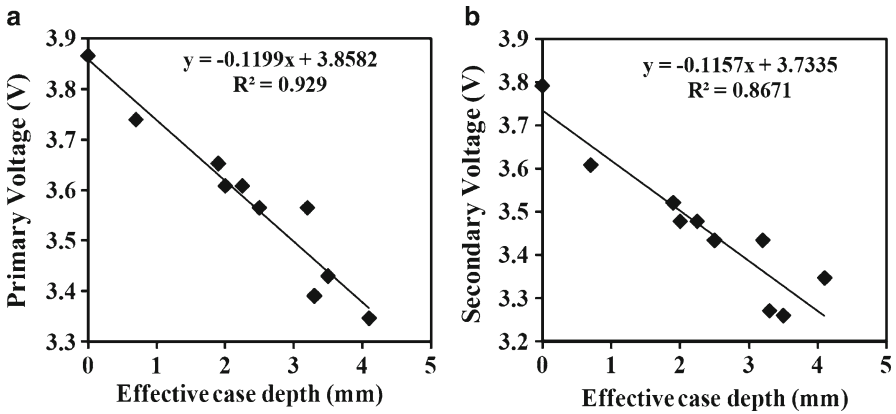 a
y = -0.1199x + 3.8582
R² = 0.929
Primary Voltage (V)
3.9
3.8
3.7
3.6
3.5
3.4
3.3
0 1 2 3 4 5
Effective case depth (mm)
b
y = -0.1157x + 3.7335
R² = 0.8671
Secondary Voltage (V)
3.9
3.8
3.7
3.6
3.5
3.4
3.3
3.2
0 1 2 3 4 5
Effective case depth (mm)